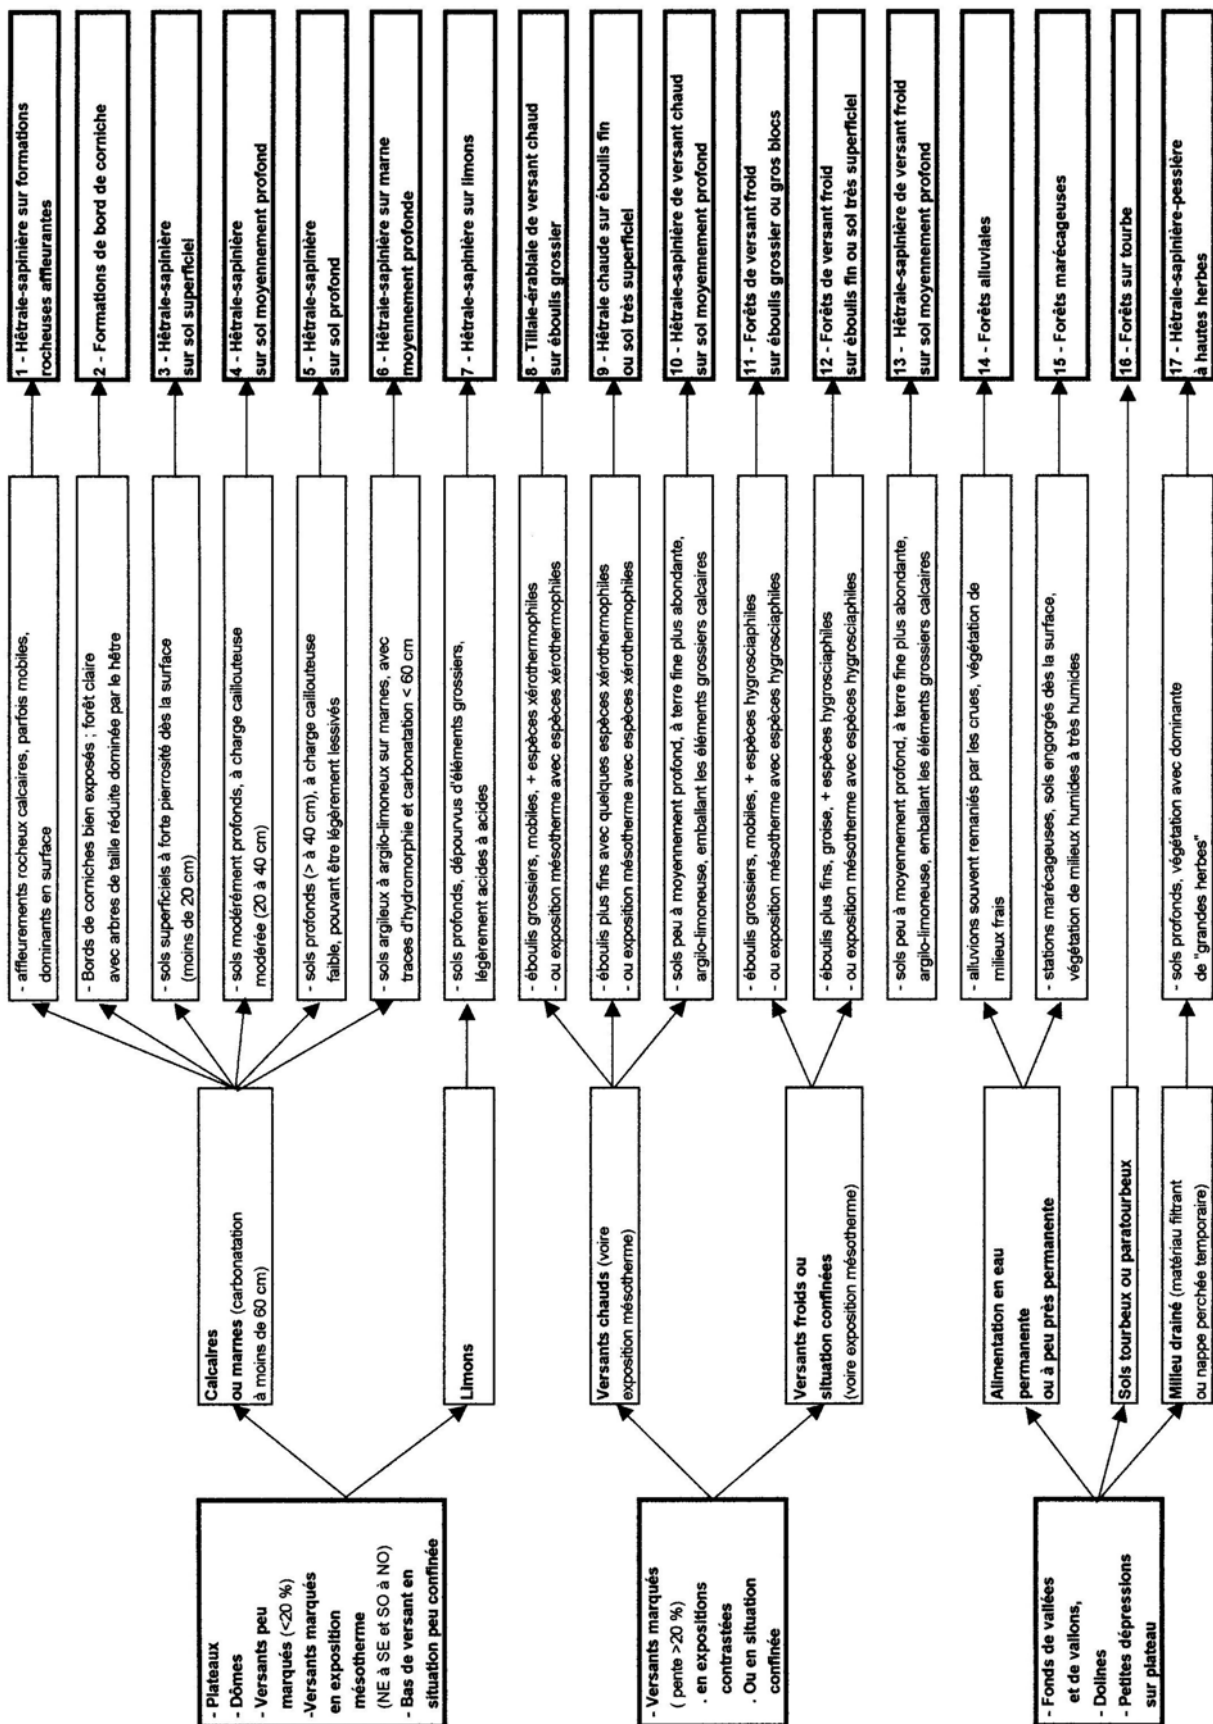 - Plateaux
- Dômes
- Versants peu
marqués (<20 %)
-Versants marqués
en exposition
mésotherme
(NE à SE et SO à NO)
- Bas de versant en
situation peu confinée
- Versants marqués
( pente >20 %)
. en expositions
contrastées
. Ou en situation
confinée
- Fonds de vallées
et de vallons,
- Dolines
- Petites dépressions
sur plateau
Calcaires
ou marnes (carbonatation
à moins de 60 cm)
Limons
Versants chauds (voire
exposition mésotherme)
Versants froids ou
situation confinées
(voire exposition mésotherme)
Alimentation en eau
permanente
ou à peu près permanente
Sols tourbeux ou paratourbeux
Milieu drainé (matériau filtrant
ou nappe perchée temporaire)
- affleurements rocheux calcaires, parfois mobiles,
dominants en surface
- Bords de corniches bien exposés ; forêt claire
avec arbres de taille réduite dominée par le hêtre
- sols superficiels à forte pierrosité dès la surface
(moins de 20 cm)
- sols modérément profonds, à charge caillouteuse
modérée (20 à 40 cm)
- sols profonds (> à 40 cm), à charge caillouteuse
faible, pouvant être légèrement lessivés
- sols argileux à argilo-limoneux sur marnes, avec
traces d'hydromorphie et carbonatation < 60 cm
- sols profonds, dépourvus d'éléments grossiers,
légèrement acides à acides
- éboulis grossiers, mobiles, + espèces xérothermophiles
- ou exposition mésotherme avec espèces xérothermophiles
- éboulis plus fins avec quelques espèces xérothermophiles
- ou exposition mésotherme avec espèces xérothermophiles
- sols peu à moyennement profond, à terre fine plus abondante,
argilo-limoneuse, emballant les éléments grossiers calcaires
- éboulis grossiers, mobiles, + espèces hygrosciaphiles
- ou exposition mésotherme avec espèces hygrosciaphiles
- éboulis plus fins, groise, + espèces hygrosciaphiles
- ou exposition mésotherme avec espèces hygrosciaphiles
- sols peu à moyennement profond, à terre fine plus abondante,
argilo-limoneuse, emballant les éléments grossiers calcaires
- alluvions souvent remaniés par les crues, végétation de
milieux frais
- stations marécageuses, sols engorgés dès la surface,
végétation de milieux humides à très humides
- sols profonds, végétation avec dominante
de "grandes herbes"
1 - Hêtraie-sapinière sur formations
rocheuses affleurantes
2 - Formations de bord de corniche
3 - Hêtraie-sapinière
sur sol superficiel
4 - Hêtraie-sapinière
sur sol moyennement profond
5 - Hêtraie-sapinière
sur sol profond
6 - Hêtraie-sapinière sur marne
moyennement profonde
7 - Hêtraie-sapinière sur limons
8 - Tillaie-érablaie de versant chaud
sur éboulis grossier
9 - Hêtraie chaude sur éboulis fin
ou sol très superficiel
10 - Hêtraie-sapinière de versant chaud
sur sol moyennement profond
11 - Forêts de versant froid
sur éboulis grossier ou gros blocs
12 - Forêts de versant froid
sur éboulis fin ou sol très superficiel
13 - Hêtraie-sapinière de versant froid
sur sol moyennement profond
14 - Forêts alluviales
15 - Forêts marécageuses
16 - Forêts sur tourbe
17 - Hêtraie-sapinière-pessière
à hautes herbes